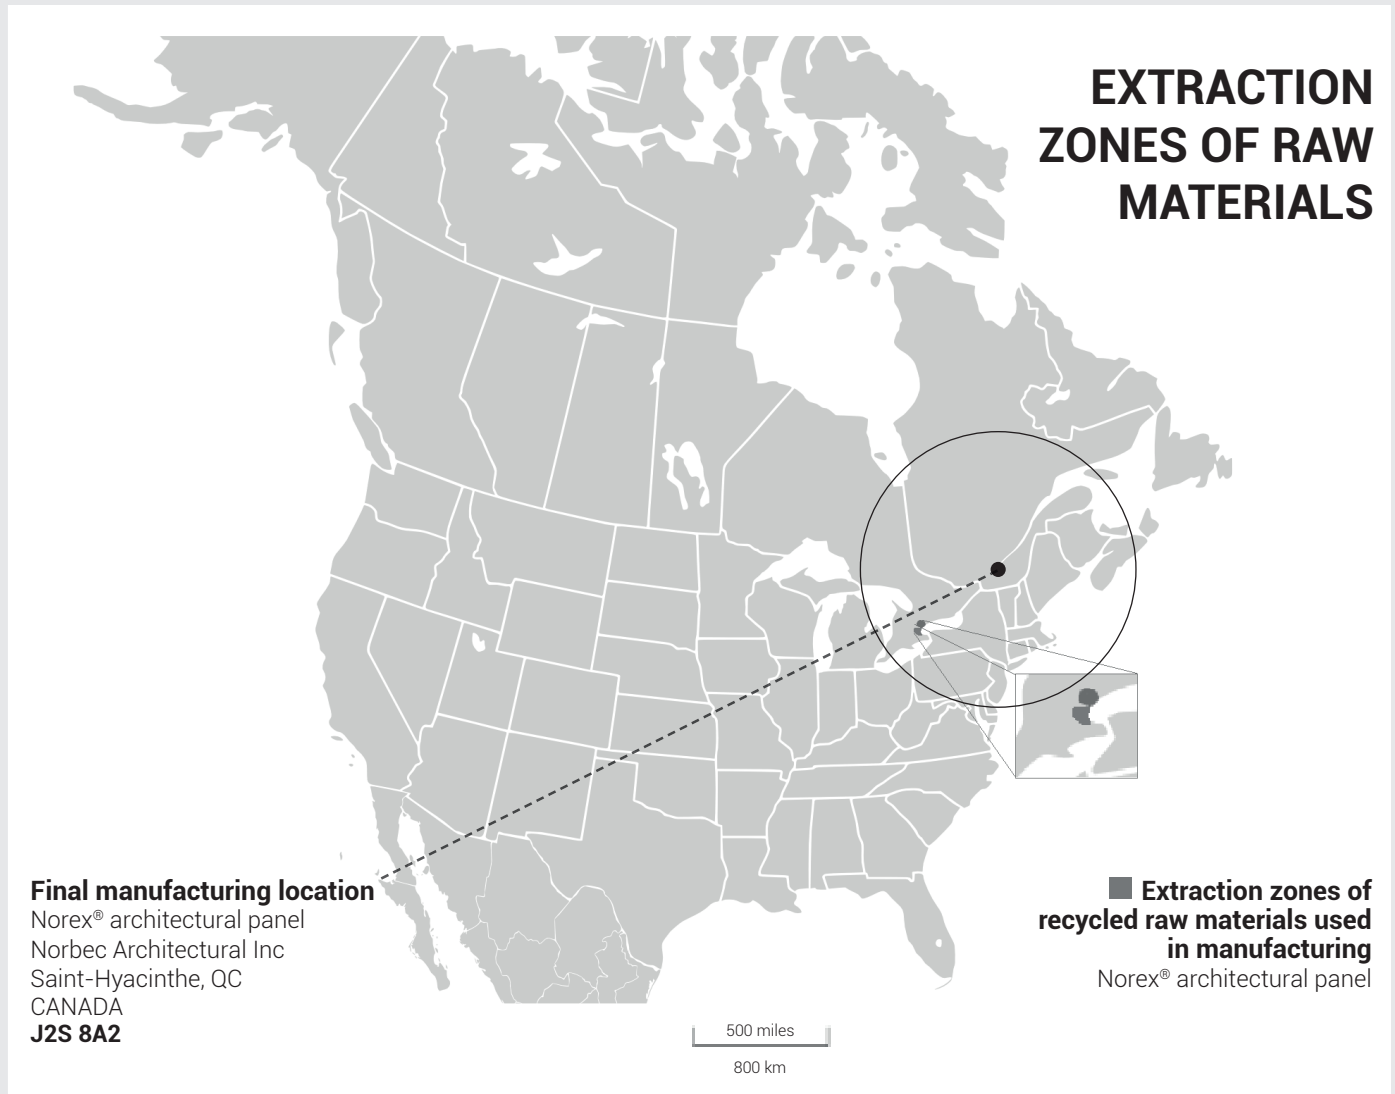 EXTRACTION
ZONES OF RAW
MATERIALS
Final manufacturing location
Norex® architectural panel
Norbec Architectural Inc
Saint-Hyacinthe, QC
CANADA
J2S 8A2
Extraction zones of
recycled raw materials used
in manufacturing
Norex® architectural panel
500 miles
800 km